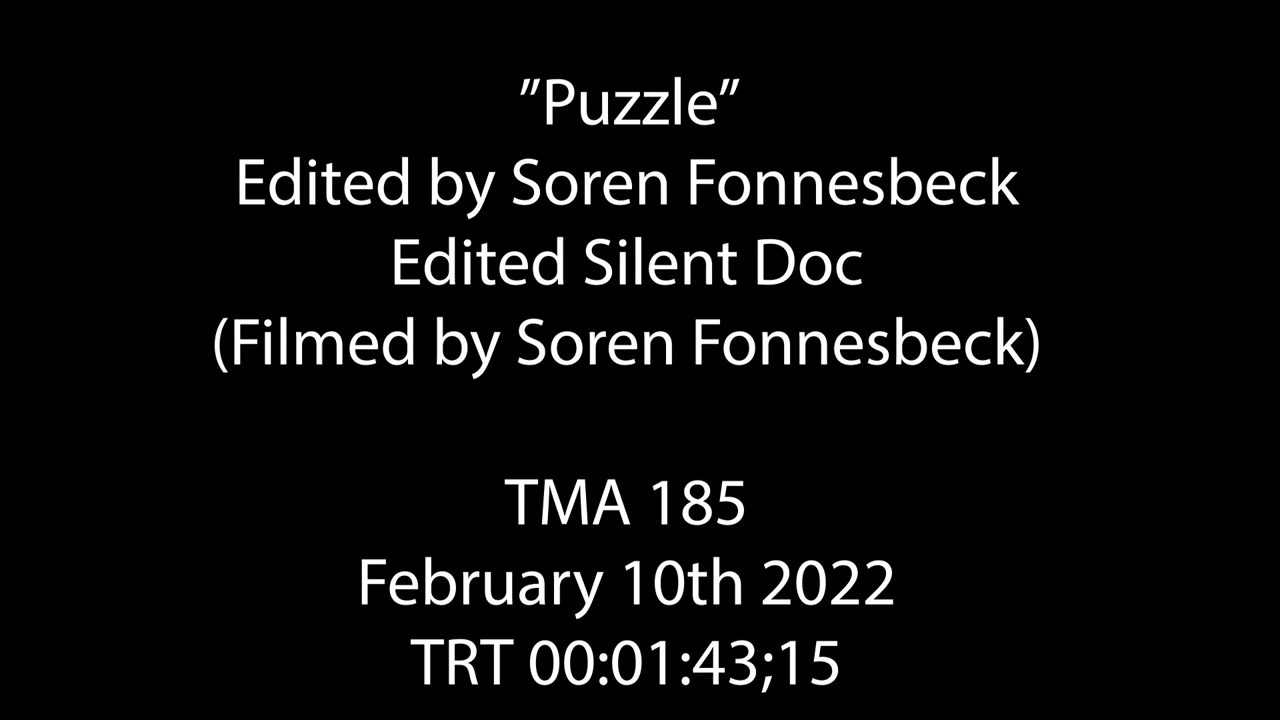 ”Puzzle”
Edited by Soren Fonnesbeck
Edited Silent Doc
(Filmed by Soren Fonnesbeck)
TMA 185
February 10th 2022
TRT 00:01:43;15